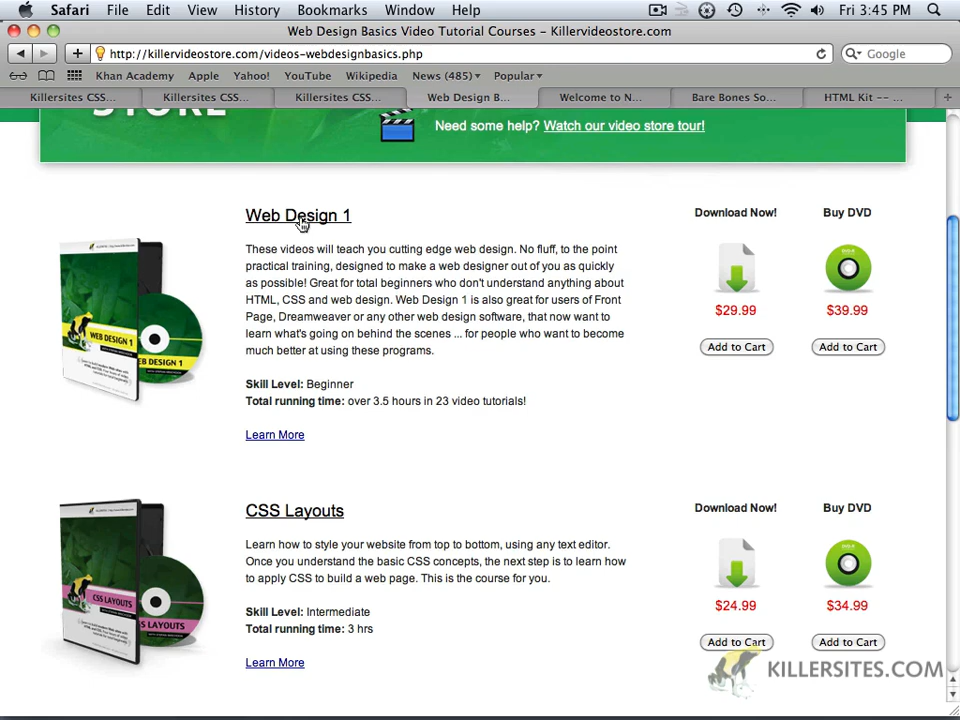 Safari File Edit View History Bookmarks Window Help Fri 3:45 PM
Web Design Basics Video Tutorial Courses – Killervideostore.com
http://killervideostore.com/videos-webdesignbasics.php Google
Khan Academy Apple Yahoo! YouTube Wikipedia News (485) Popular
Killersites CSS... Killersites CSS... Killersites CSS... Web Design B... Welcome to N... Bare Bones So... HTML Kit -- ...
STORE
Need some help? Watch our video store tour!
Web Design 1 Download Now! Buy DVD
These videos will teach you cutting edge web design. No fluff, to the point
practical training, designed to make a web designer out of you as quickly
as possible! Great for total beginners who don't understand anything about
HTML, CSS and web design. Web Design 1 is also great for users of Front
Page, Dreamweaver or any other web design software, that now want to
learn what's going on behind the scenes ... for people who want to become
much better at using these programs.
$29.99 $39.99
Add to Cart Add to Cart
WEB DESIGN 1
EB DESIGN 1
Skill Level: Beginner
Total running time: over 3.5 hours in 23 video tutorials!
Learn More
CSS Layouts Download Now! Buy DVD
Learn how to style your website from top to bottom, using any text editor.
Once you understand the basic CSS concepts, the next step is to learn how
to apply CSS to build a web page. This is the course for you.
$24.99 $34.99
Add to Cart Add to Cart
CSS LAYOUTS
S LAYOUTS
Skill Level: Intermediate
Total running time: 3 hrs
Learn More
KILLERSITES.COM